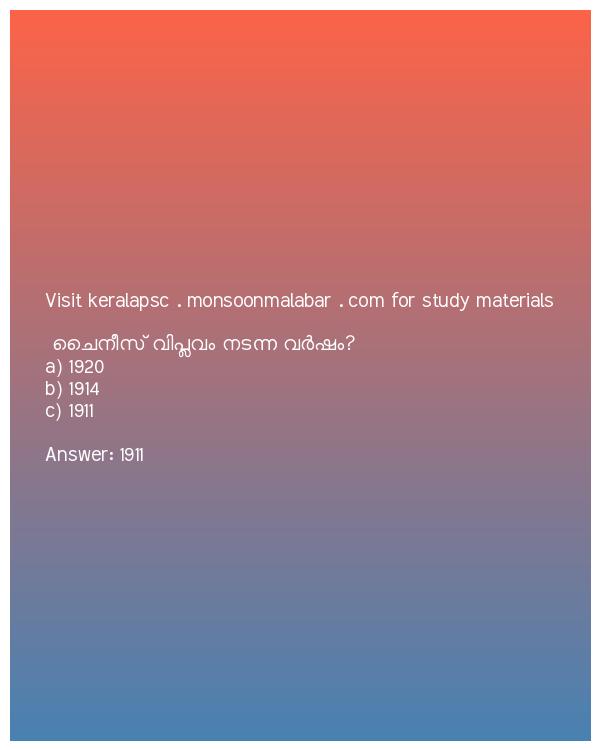 Visit keralapsc . monsoonmalabar . com for study materials
ചൈനീസ് വിപ്ലവം നടന്ന വർഷം?
a) 1920
b) 1914
c) 1911
Answer: 1911